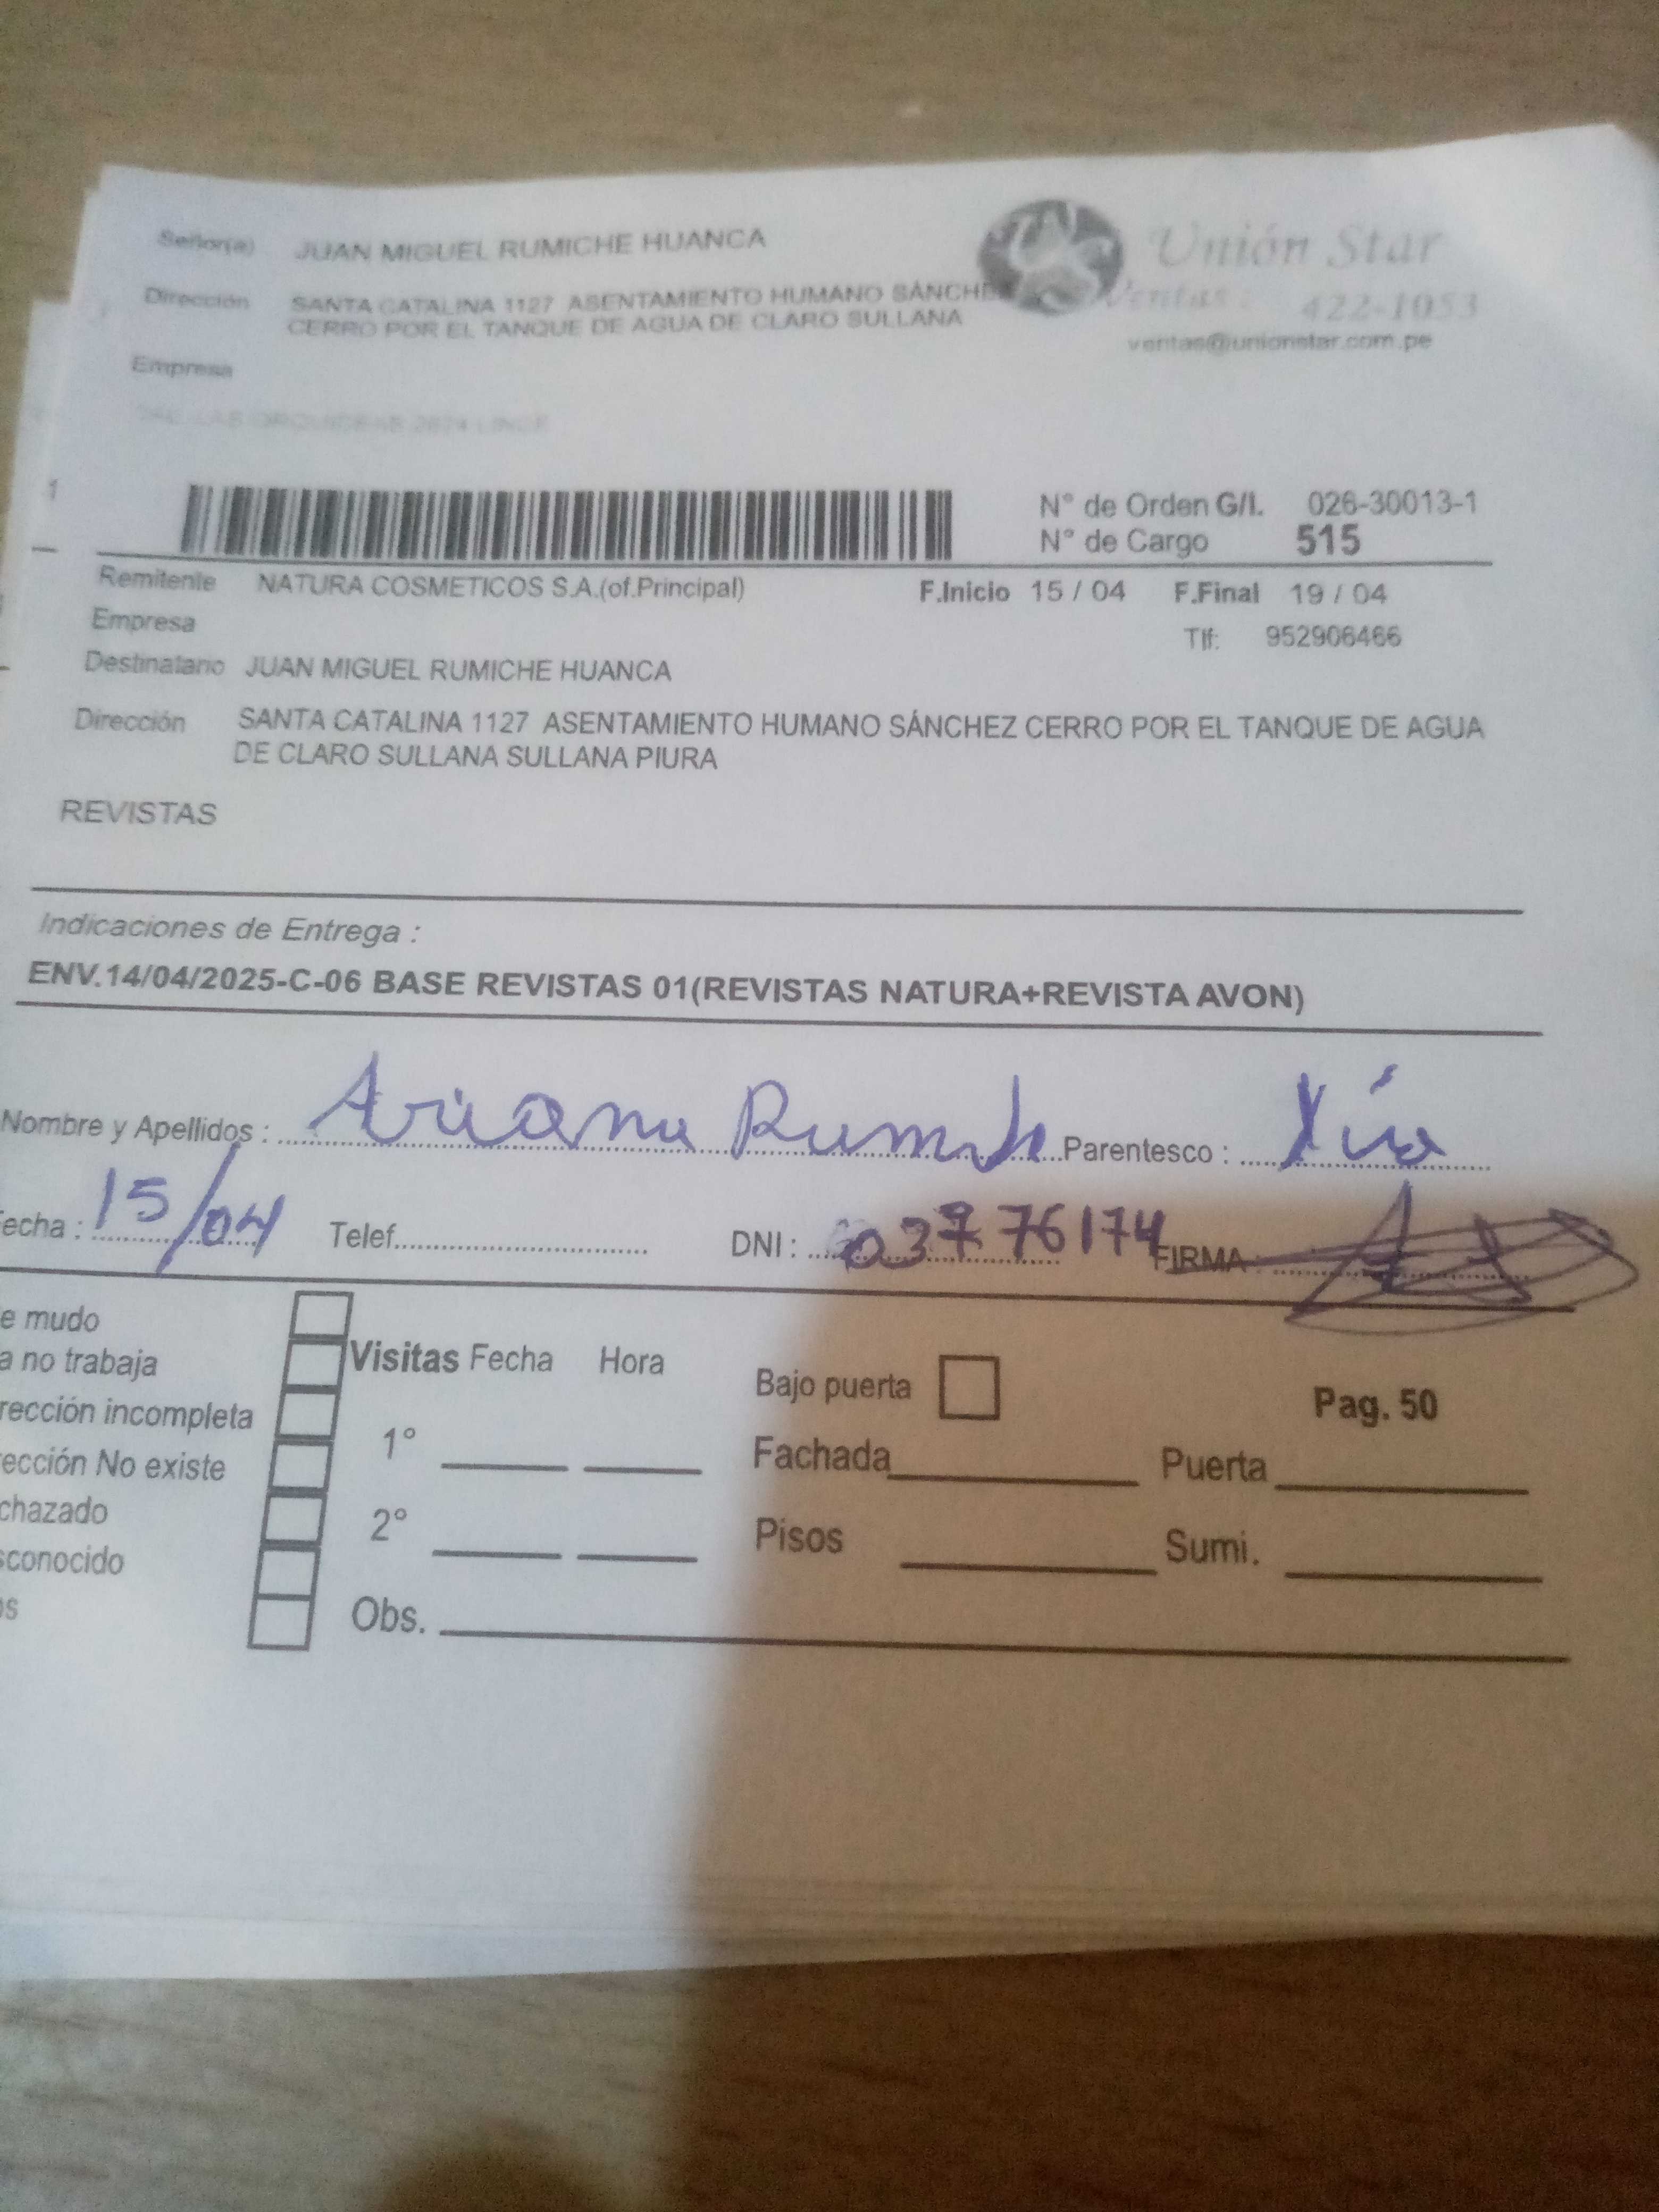 Señor(a) JUAN MIGUEL RUMICHE HUANCA
Unión Star
Dirección SANTA CATALINA 1127 ASENTAMIENTO HUMANO SÁNCHE
Ventas: 422-1053
CERRO POR EL TANQUE DE AGUA DE CLARO SULLANA
ventas@unionstar.com.pe
Empresa
N° de Orden G/I. 026-30013-1
N° de Cargo 515
Remitente NATURA COSMETICOS S.A.(of.Principal) F.Inicio 15 / 04 F.Final 19 / 04
Empresa
Tlf: 952906466
Destinatario JUAN MIGUEL RUMICHE HUANCA
Dirección SANTA CATALINA 1127 ASENTAMIENTO HUMANO SÁNCHEZ CERRO POR EL TANQUE DE AGUA
DE CLARO SULLANA SULLANA PIURA
REVISTAS
Indicaciones de Entrega :
ENV.14/04/2025-C-06 BASE REVISTAS 01(REVISTAS NATURA+REVISTA AVON)
Nombre y Apellidos : Ariana Parentesco :
echa : 15/04 Telef. DNI : FIRMA :
e mudo
a no trabaja
Visitas Fecha Hora
Bajo puerta
Pag. 50
rección incompleta
1°
Fachada Puerta
ección No existe
chazado
2°
Pisos Sumi.
sconocido
os
Obs.